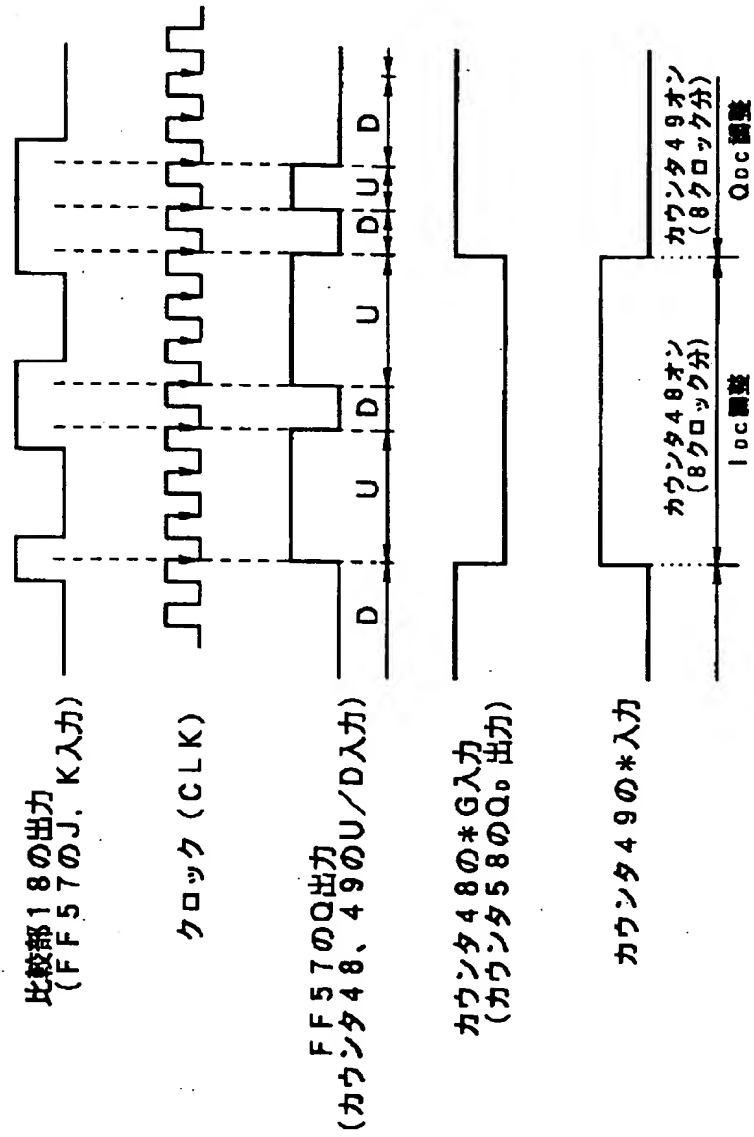 比較部18の出力
(FF57のJ, K入力)
クロック (CLK)
FF57のQ出力
(カウンタ48、49のU/D入力)
D
U
D
U
D
U
D
カウンタ48の*G入力
(カウンタ58のQD 出力)
カウンタ49の*入力
カウンタ48オン
(8クロック分)
IDC調整
カウンタ49オン
(8クロック分)
QDC調整